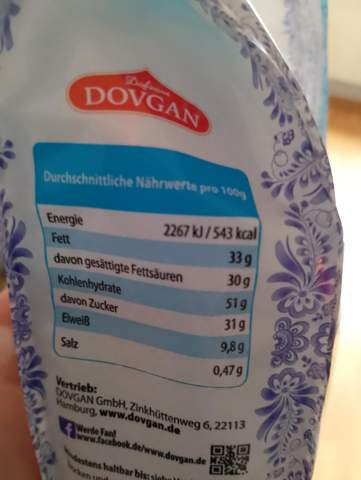 DOVGAN
Durchschnittliche Nährwerte pro 100g
Energie 2267 kJ / 543 kcal
Fett 33 g
davon gesättigte Fettsäuren 30 g
Kohlenhydrate 51 g
davon Zucker 31 g
Eiweiß 9,8 g
Salz 0,47 g
Vertrieb:
DOVGAN GmbH, Zinkhüttenweg 6, 22113
Hamburg, www.dovgan.de
Werde Fan!
www.facebook.de/www.dovgan.de
Mindestens haltbar bis: siehe